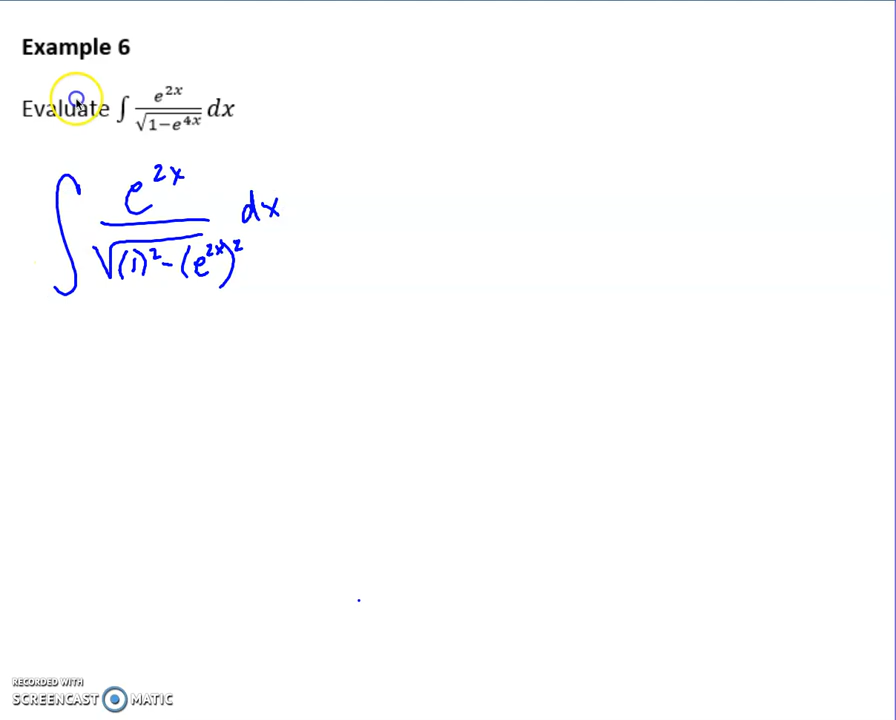 Example 6
Evaluate ∫ e^{2x} / √(1−e^{4x}) dx
∫ e^{2x} / √((1)^2 − (e^{2x})^2) dx
RECORDED WITH
SCREENCAST MATIC